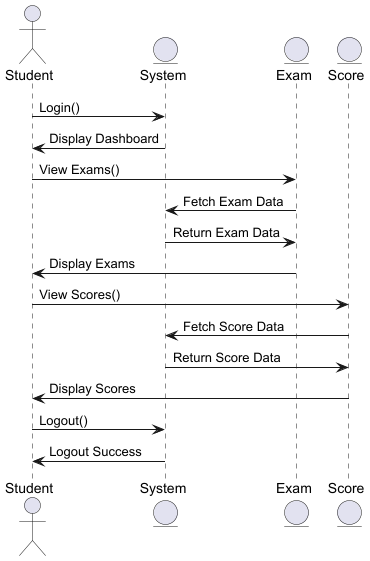 Student System Exam Score
Login()
Display Dashboard
View Exams()
Fetch Exam Data
Return Exam Data
Display Exams
View Scores()
Fetch Score Data
Return Score Data
Display Scores
Logout()
Logout Success
Student System Exam Score